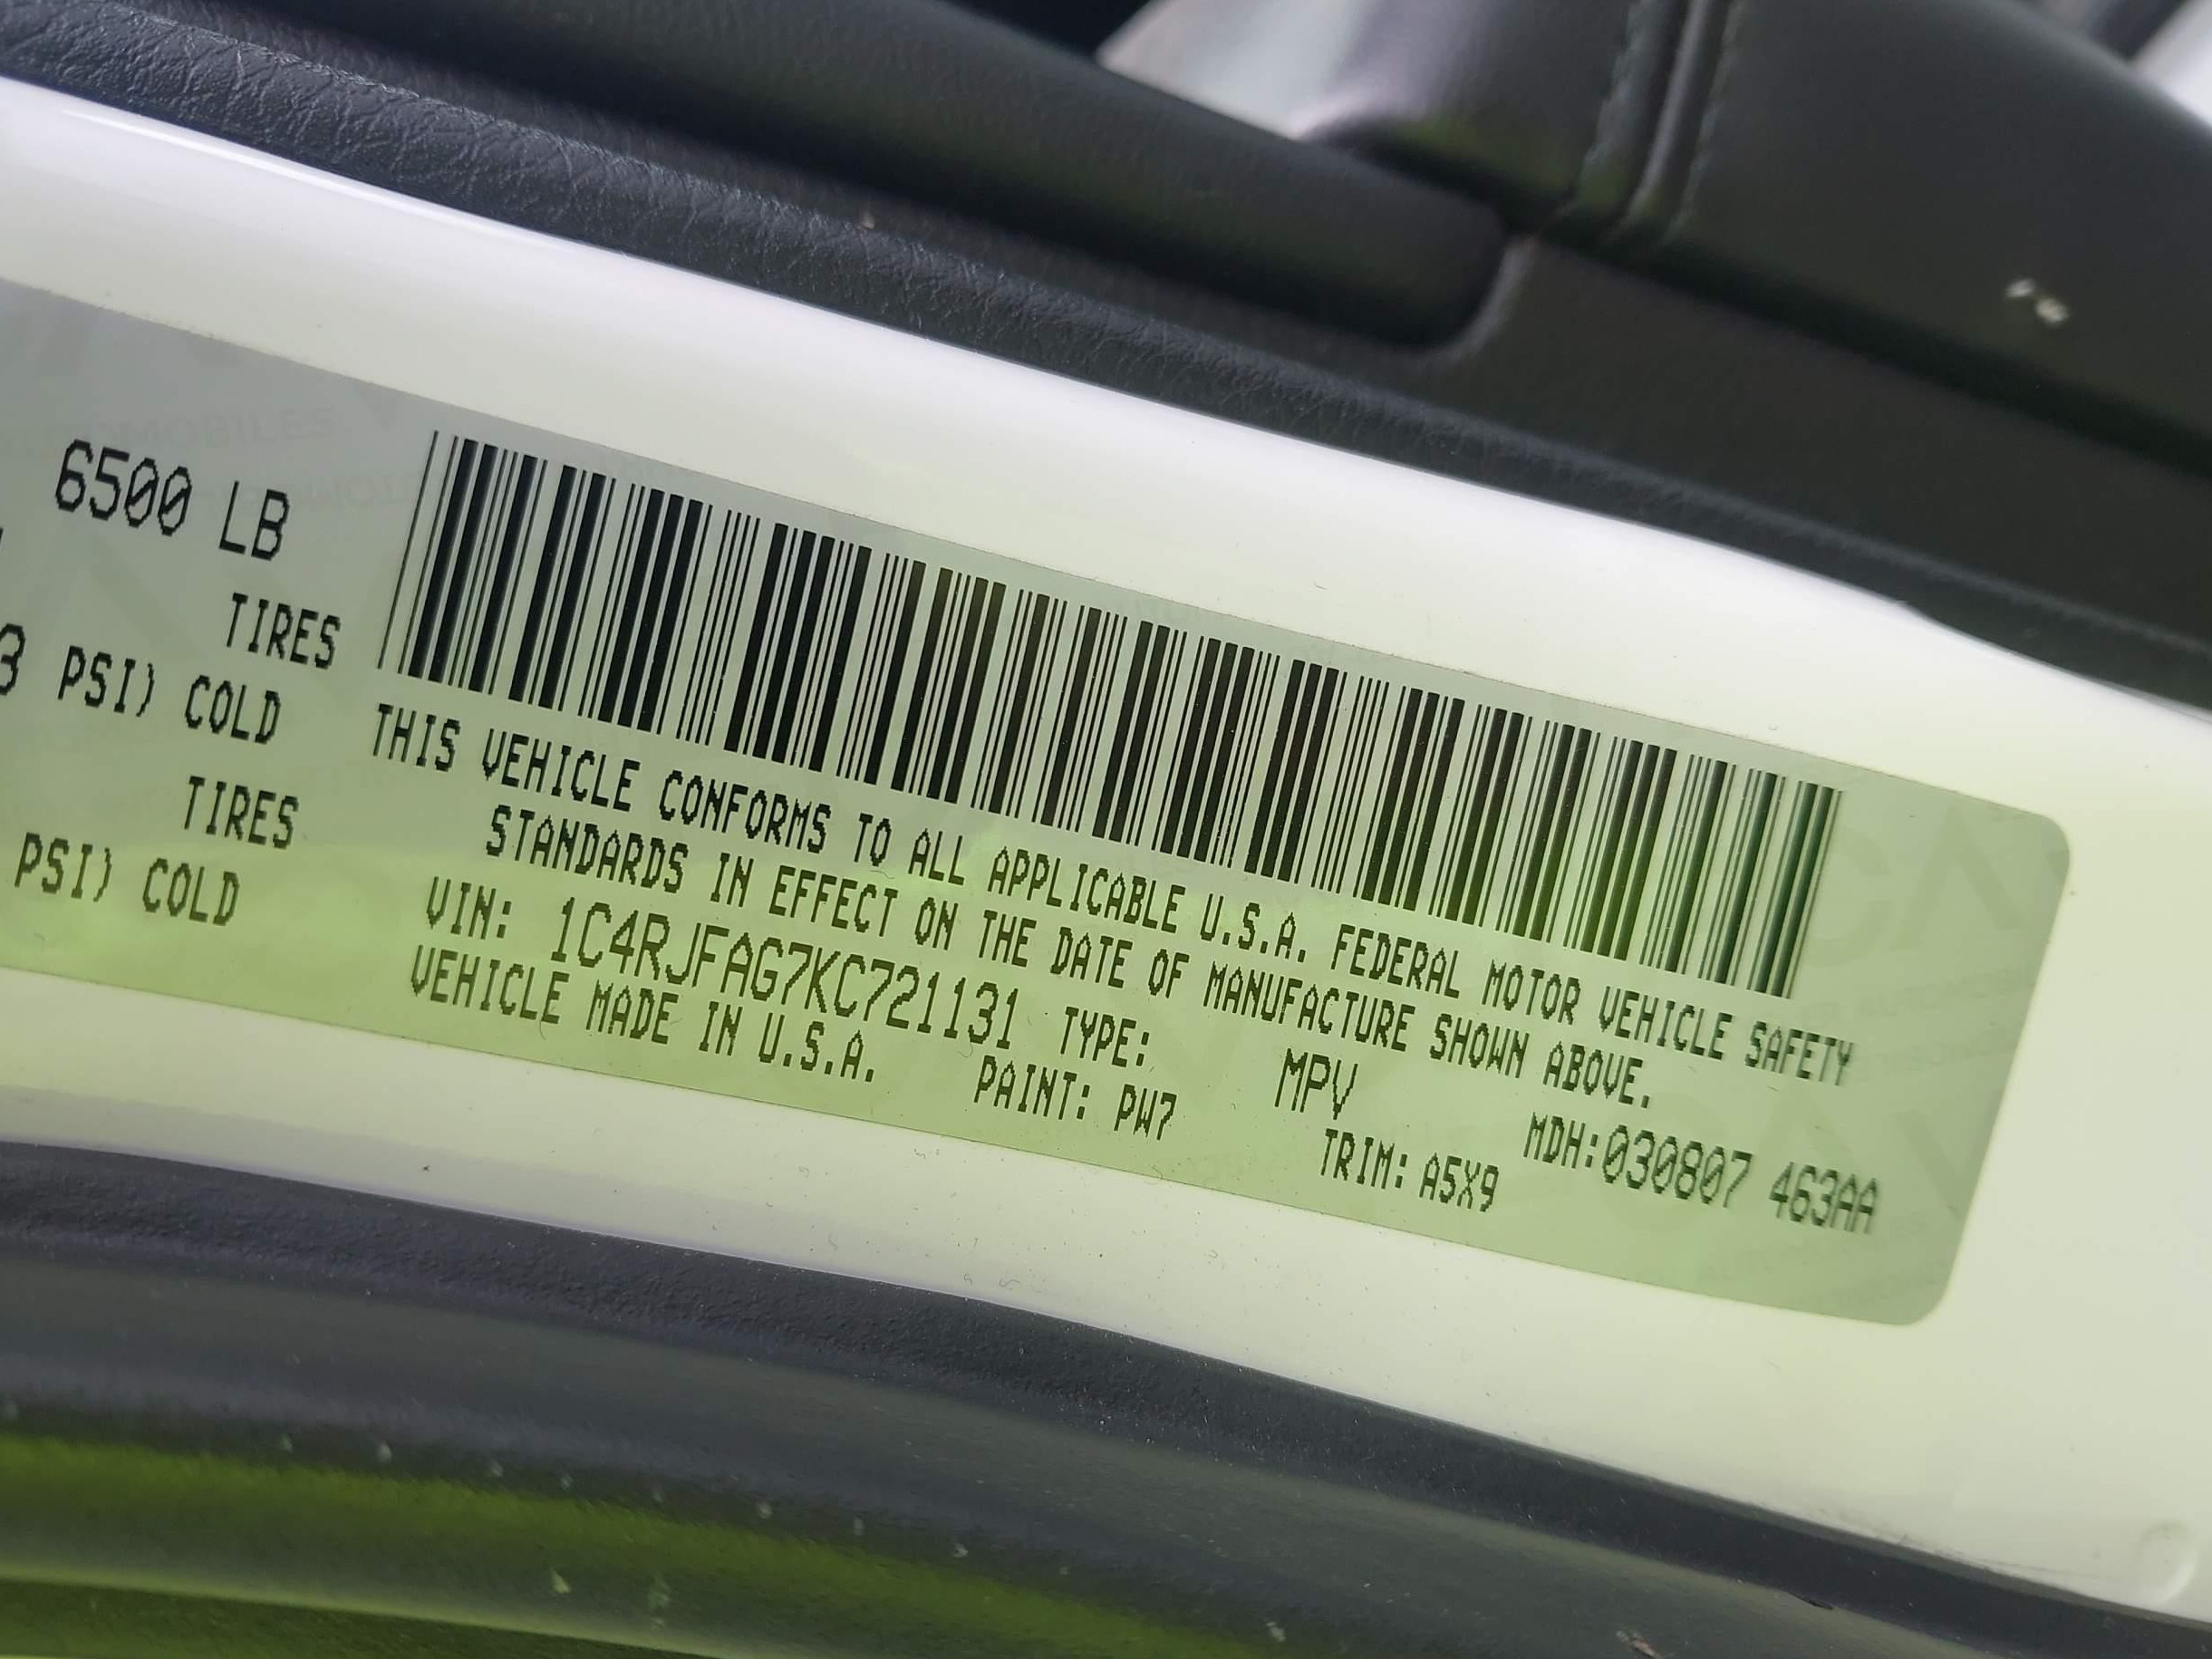 6500 LB
TIRES
3 PSI) COLD
TIRES
PSI) COLD
THIS VEHICLE CONFORMS TO ALL APPLICABLE U.S.A. FEDERAL MOTOR VEHICLE SAFETY
STANDARDS IN EFFECT ON THE DATE OF MANUFACTURE SHOWN ABOVE.
VIN: 1C4RJFAG7KC721131 TYPE: MPV MDH:030807 463AA
VEHICLE MADE IN U.S.A. PAINT: PW7 TRIM: A5X9